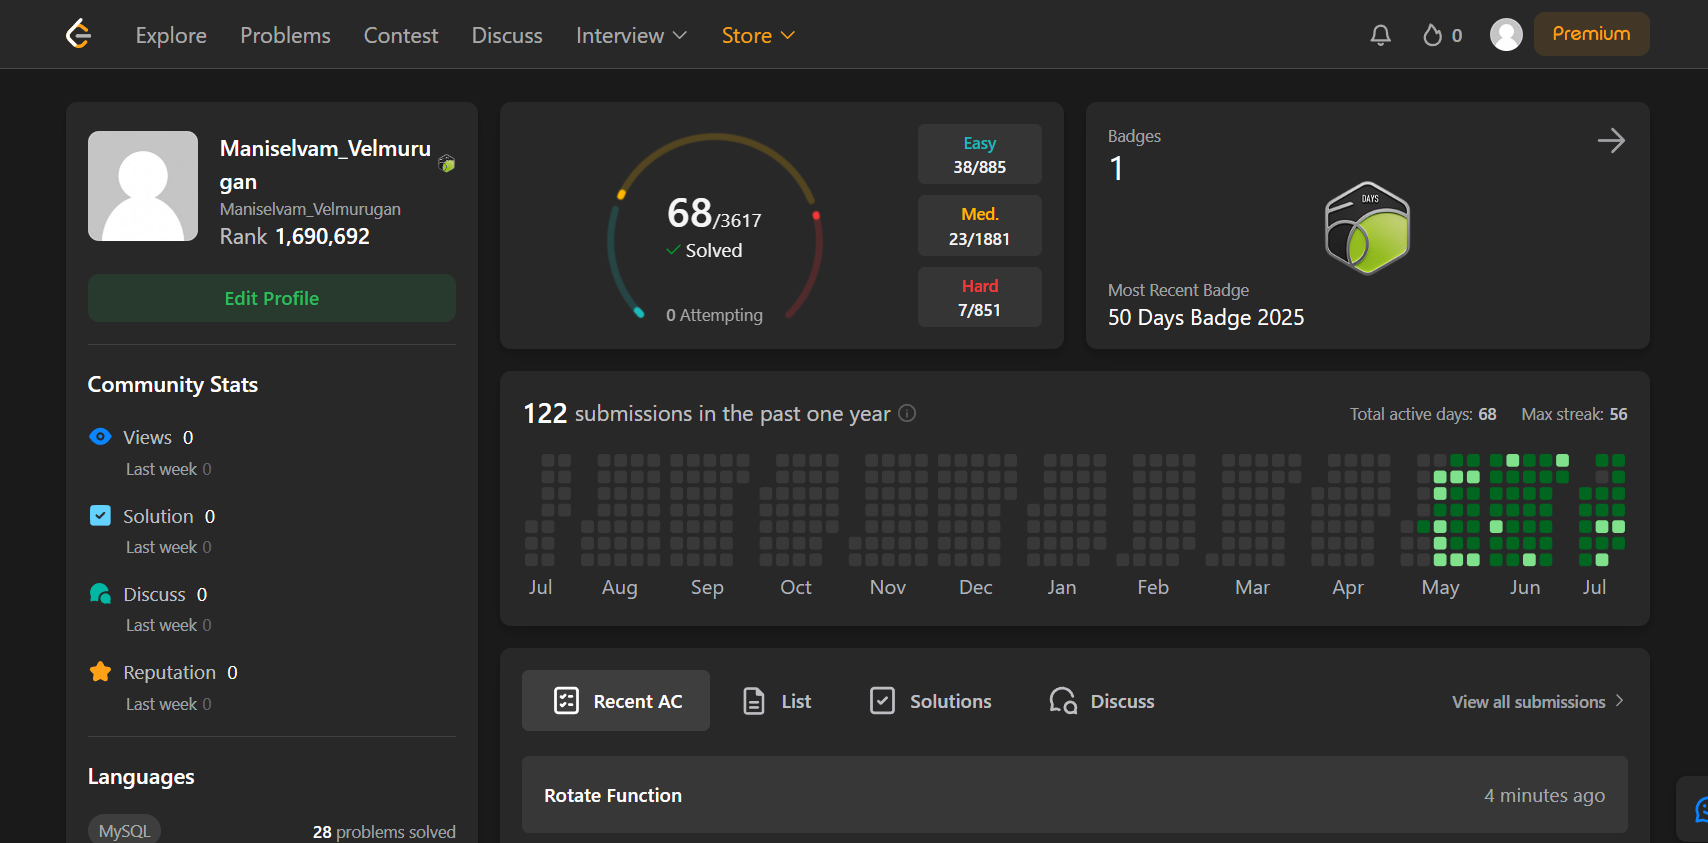 Explore Problems Contest Discuss Interview Store 0 Premium
Maniselvam_Velmuru
gan
Maniselvam_Velmurugan
Rank 1,690,692
Edit Profile
Community Stats
Views 0
Last week 0
Solution 0
Last week 0
Discuss 0
Last week 0
Reputation 0
Last week 0
Languages
MySQL 28 problems solved
68/3617
Solved
0 Attempting
Easy
38/885
Med.
23/1881
Hard
7/851
Badges
1
DAYS
Most Recent Badge
50 Days Badge 2025
122 submissions in the past one year Total active days: 68 Max streak: 56
Jul Aug Sep Oct Nov Dec Jan Feb Mar Apr May Jun Jul
Recent AC List Solutions Discuss View all submissions
Rotate Function 4 minutes ago